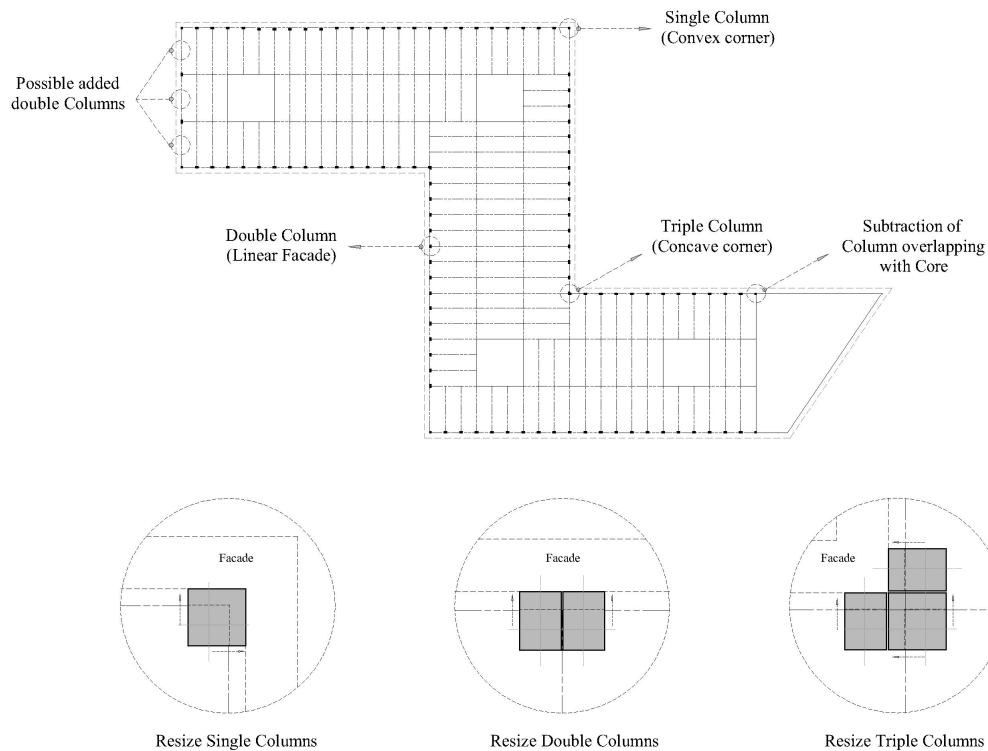 Single Column
(Convex corner)
Possible added
double Columns
Double Column
(Linear Facade)
Triple Column
(Concave corner)
Subtraction of
Column overlapping
with Core
Facade
Facade
Facade
Resize Single Columns
Resize Double Columns
Resize Triple Columns